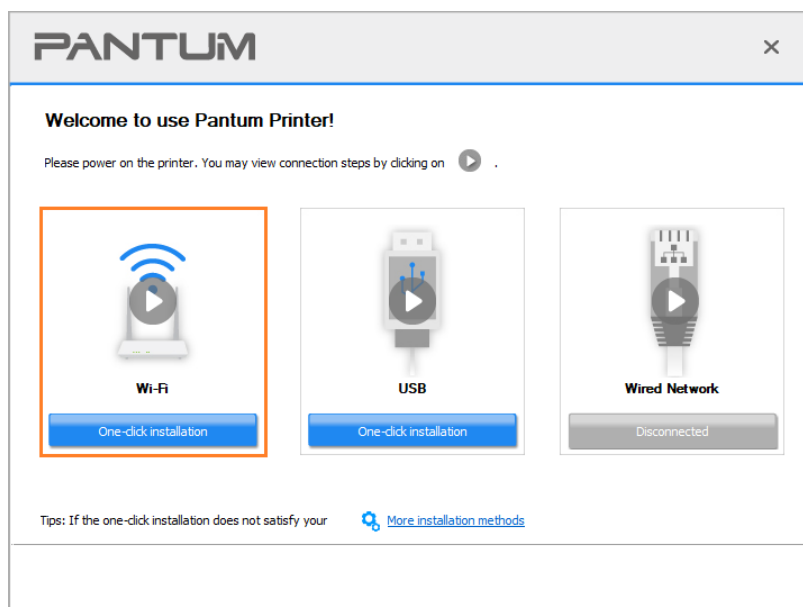 PANTUM
Welcome to use Pantum Printer!
Please power on the printer. You may view connection steps by clicking on .
Wi-Fi
One-click installation
USB
One-click installation
Wired Network
Disconnected
Tips: If the one-click installation does not satisfy your More installation methods